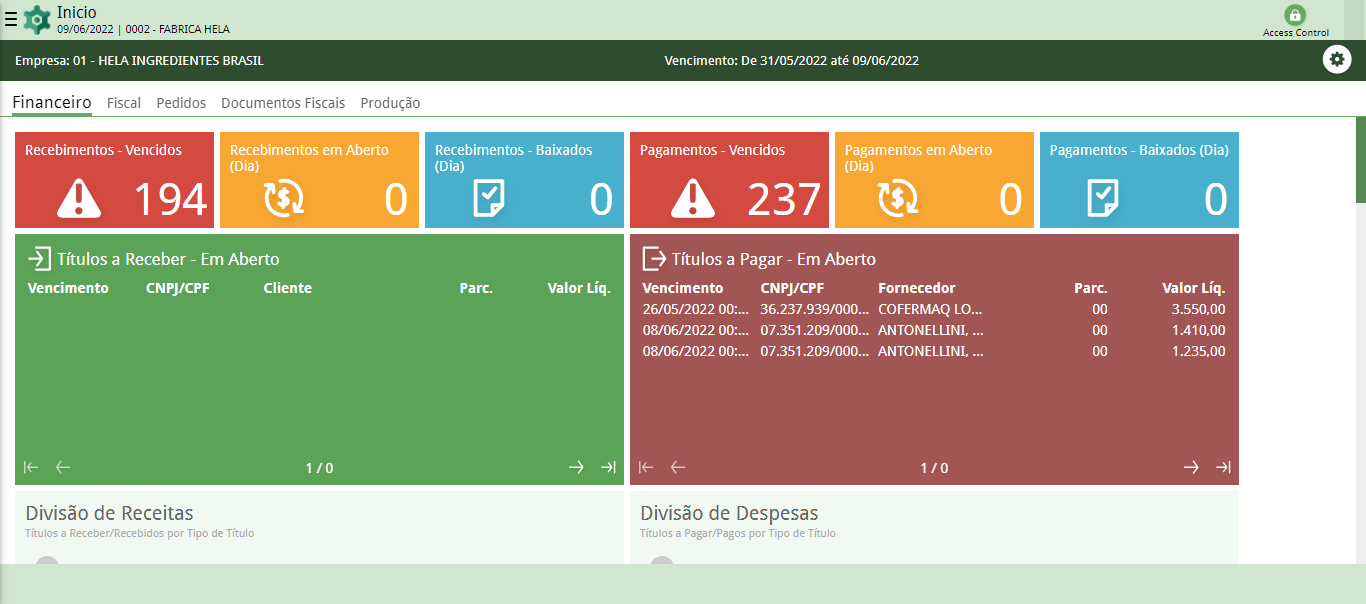 Inicio
09/06/2022 | 0002 - FABRICA HELA
Access Control
Empresa: 01 - HELA INGREDIENTES BRASIL
Vencimento: De 31/05/2022 até 09/06/2022
Financeiro Fiscal Pedidos Documentos Fiscais Produção
Recebimentos - Vencidos
194
Recebimentos em Aberto
(Dia)
0
Recebimentos - Baixados
(Dia)
0
Pagamentos - Vencidos
237
Pagamentos em Aberto
(Dia)
0
Pagamentos - Baixados (Dia)
0
Títulos a Receber - Em Aberto
Vencimento CNPJ/CPF Cliente Parc. Valor Líq.
1 / 0
Títulos a Pagar - Em Aberto
Vencimento CNPJ/CPF Fornecedor Parc. Valor Líq.
26/05/2022 00:... 36.237.939/000... COFERMAQ LO... 00 3.550,00
08/06/2022 00:... 07.351.209/000... ANTONELLINI, ... 00 1.410,00
08/06/2022 00:... 07.351.209/000... ANTONELLINI, ... 00 1.235,00
1 / 0
Divisão de Receitas
Títulos a Receber/Recebidos por Tipo de Título
Divisão de Despesas
Títulos a Pagar/Pagos por Tipo de Título